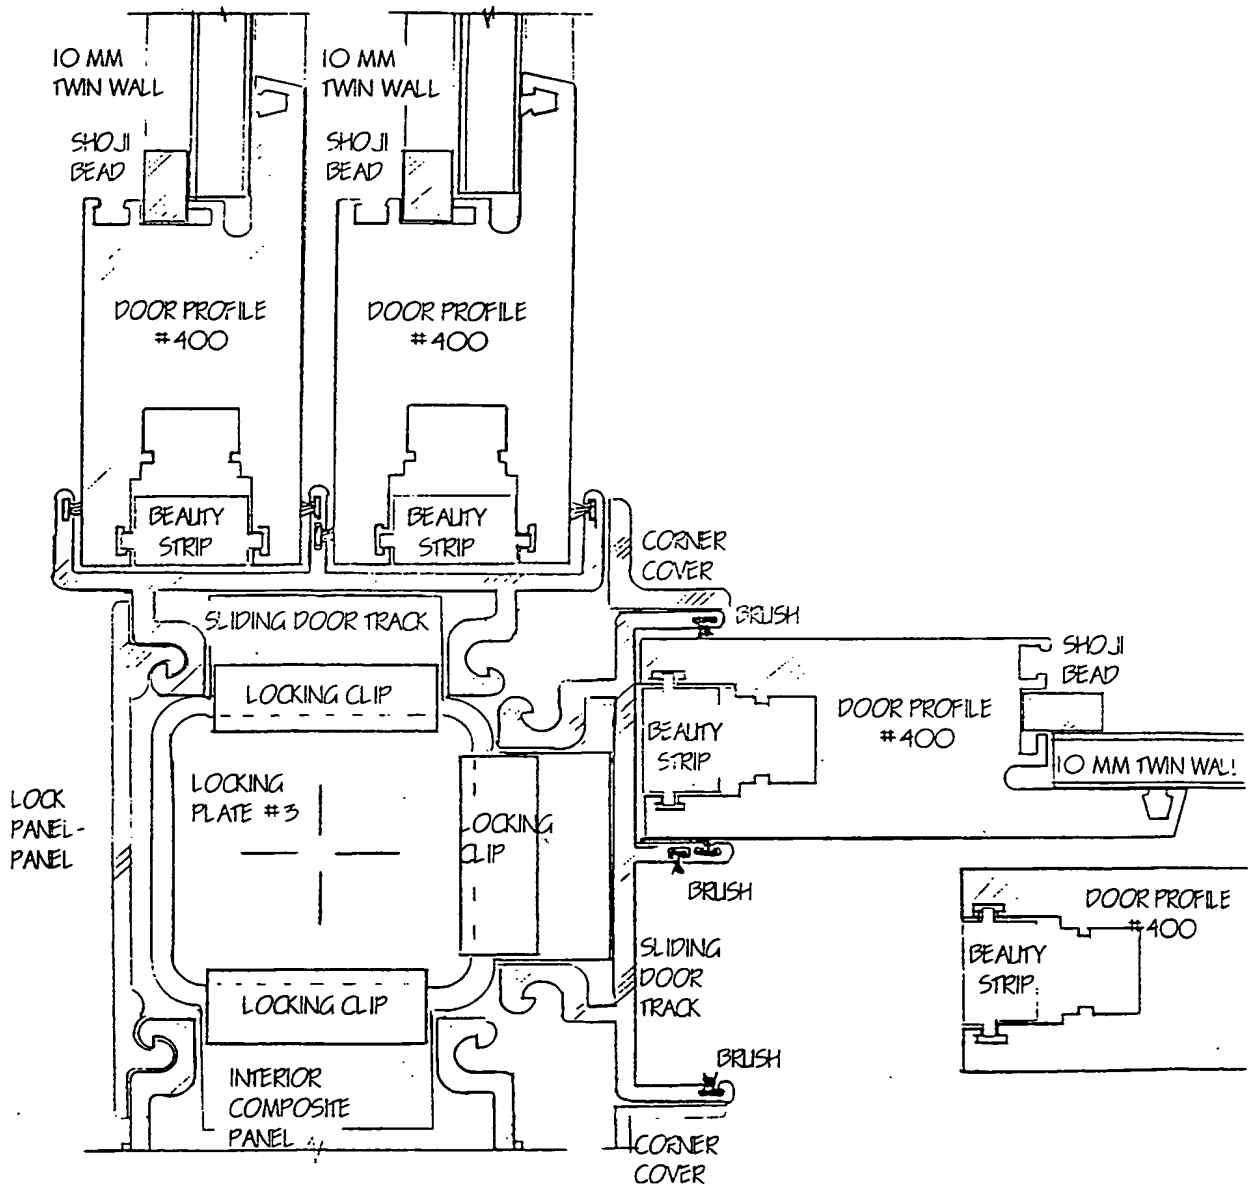 10 MM
TWIN WALL
10 MM
TWIN WALL
SHOJI
BEAD
SHOJI
BEAD
DOOR PROFILE
#400
DOOR PROFILE
#400
BEAUTY
STRIP
BEAUTY
STRIP
CORNER
COVER
SLIDING DOOR TRACK
BRUSH
SHOJI
BEAD
LOCKING CLIP
BEAUTY
STRIP
DOOR PROFILE
#400
10 MM TWIN WALL
LOCK
PANEL-
PANEL
LOCKING
PLATE #3
LOCKING
CLIP
BRUSH
DOOR PROFILE
#400
BEAUTY
STRIP
SLIDING
DOOR
TRACK
LOCKING CLIP
BRUSH
INTERIOR
COMPOSITE
PANEL
CORNER
COVER